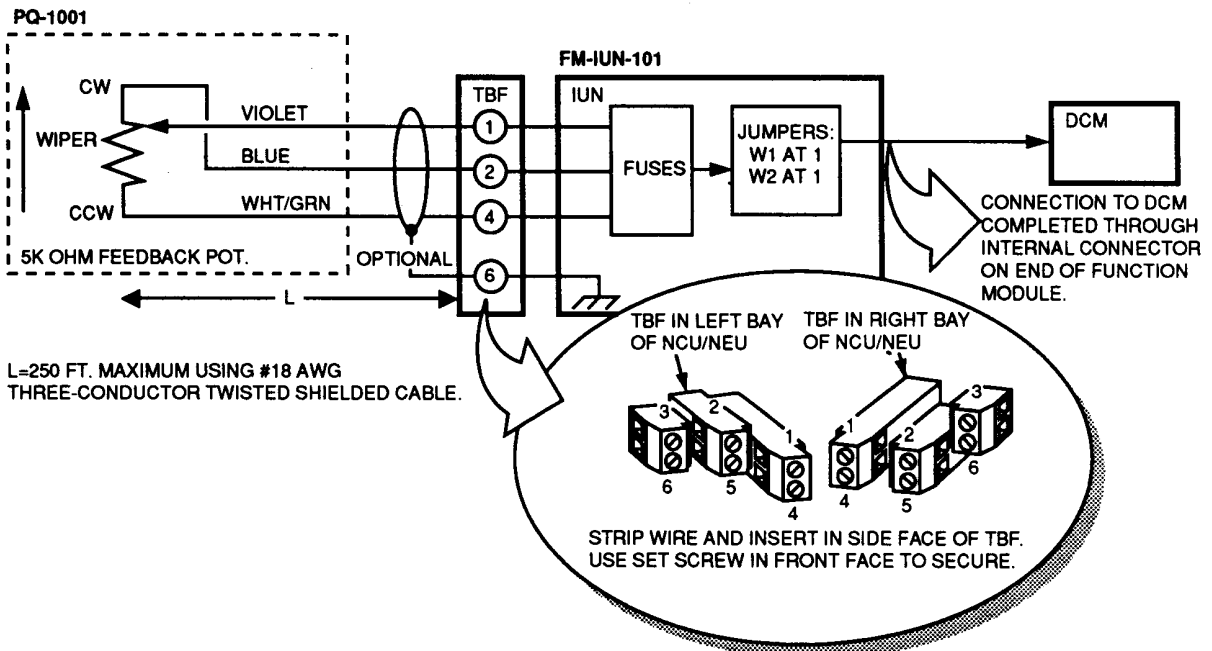 PQ-1001
CW
WIPER
CCW
VIOLET
BLUE
WHT/GRN
5K OHM FEEDBACK POT.
OPTIONAL
L
L=250 FT. MAXIMUM USING #18 AWG
THREE-CONDUCTOR TWISTED SHIELDED CABLE.
TBF
1
2
4
6
FM-IUN-101
IUN
FUSES
JUMPERS:
W1 AT 1
W2 AT 1
DCM
CONNECTION TO DCM
COMPLETED THROUGH
INTERNAL CONNECTOR
ON END OF FUNCTION
MODULE.
TBF IN LEFT BAY
OF NCU/NEU
3
2
1
6
5
4
TBF IN RIGHT BAY
OF NCU/NEU
1
2
3
4
5
6
STRIP WIRE AND INSERT IN SIDE FACE OF TBF.
USE SET SCREW IN FRONT FACE TO SECURE.